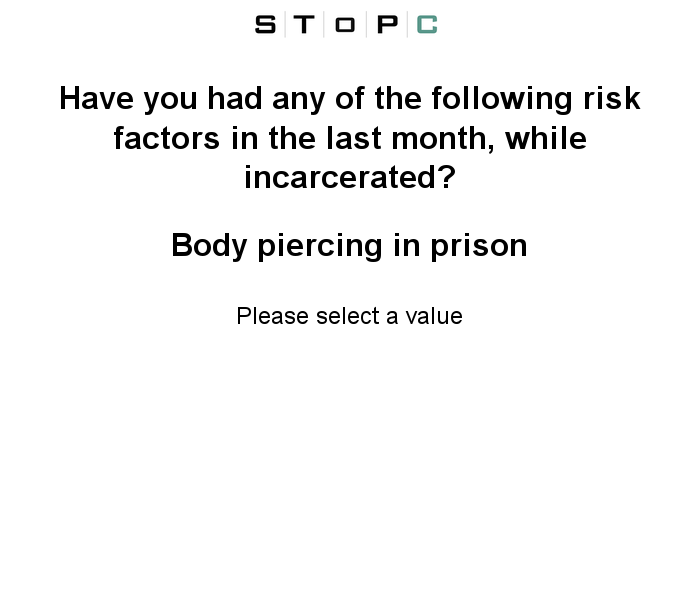 STOPC
Have you had any of the following risk
factors in the last month, while
incarcerated?
Body piercing in prison
Please select a value